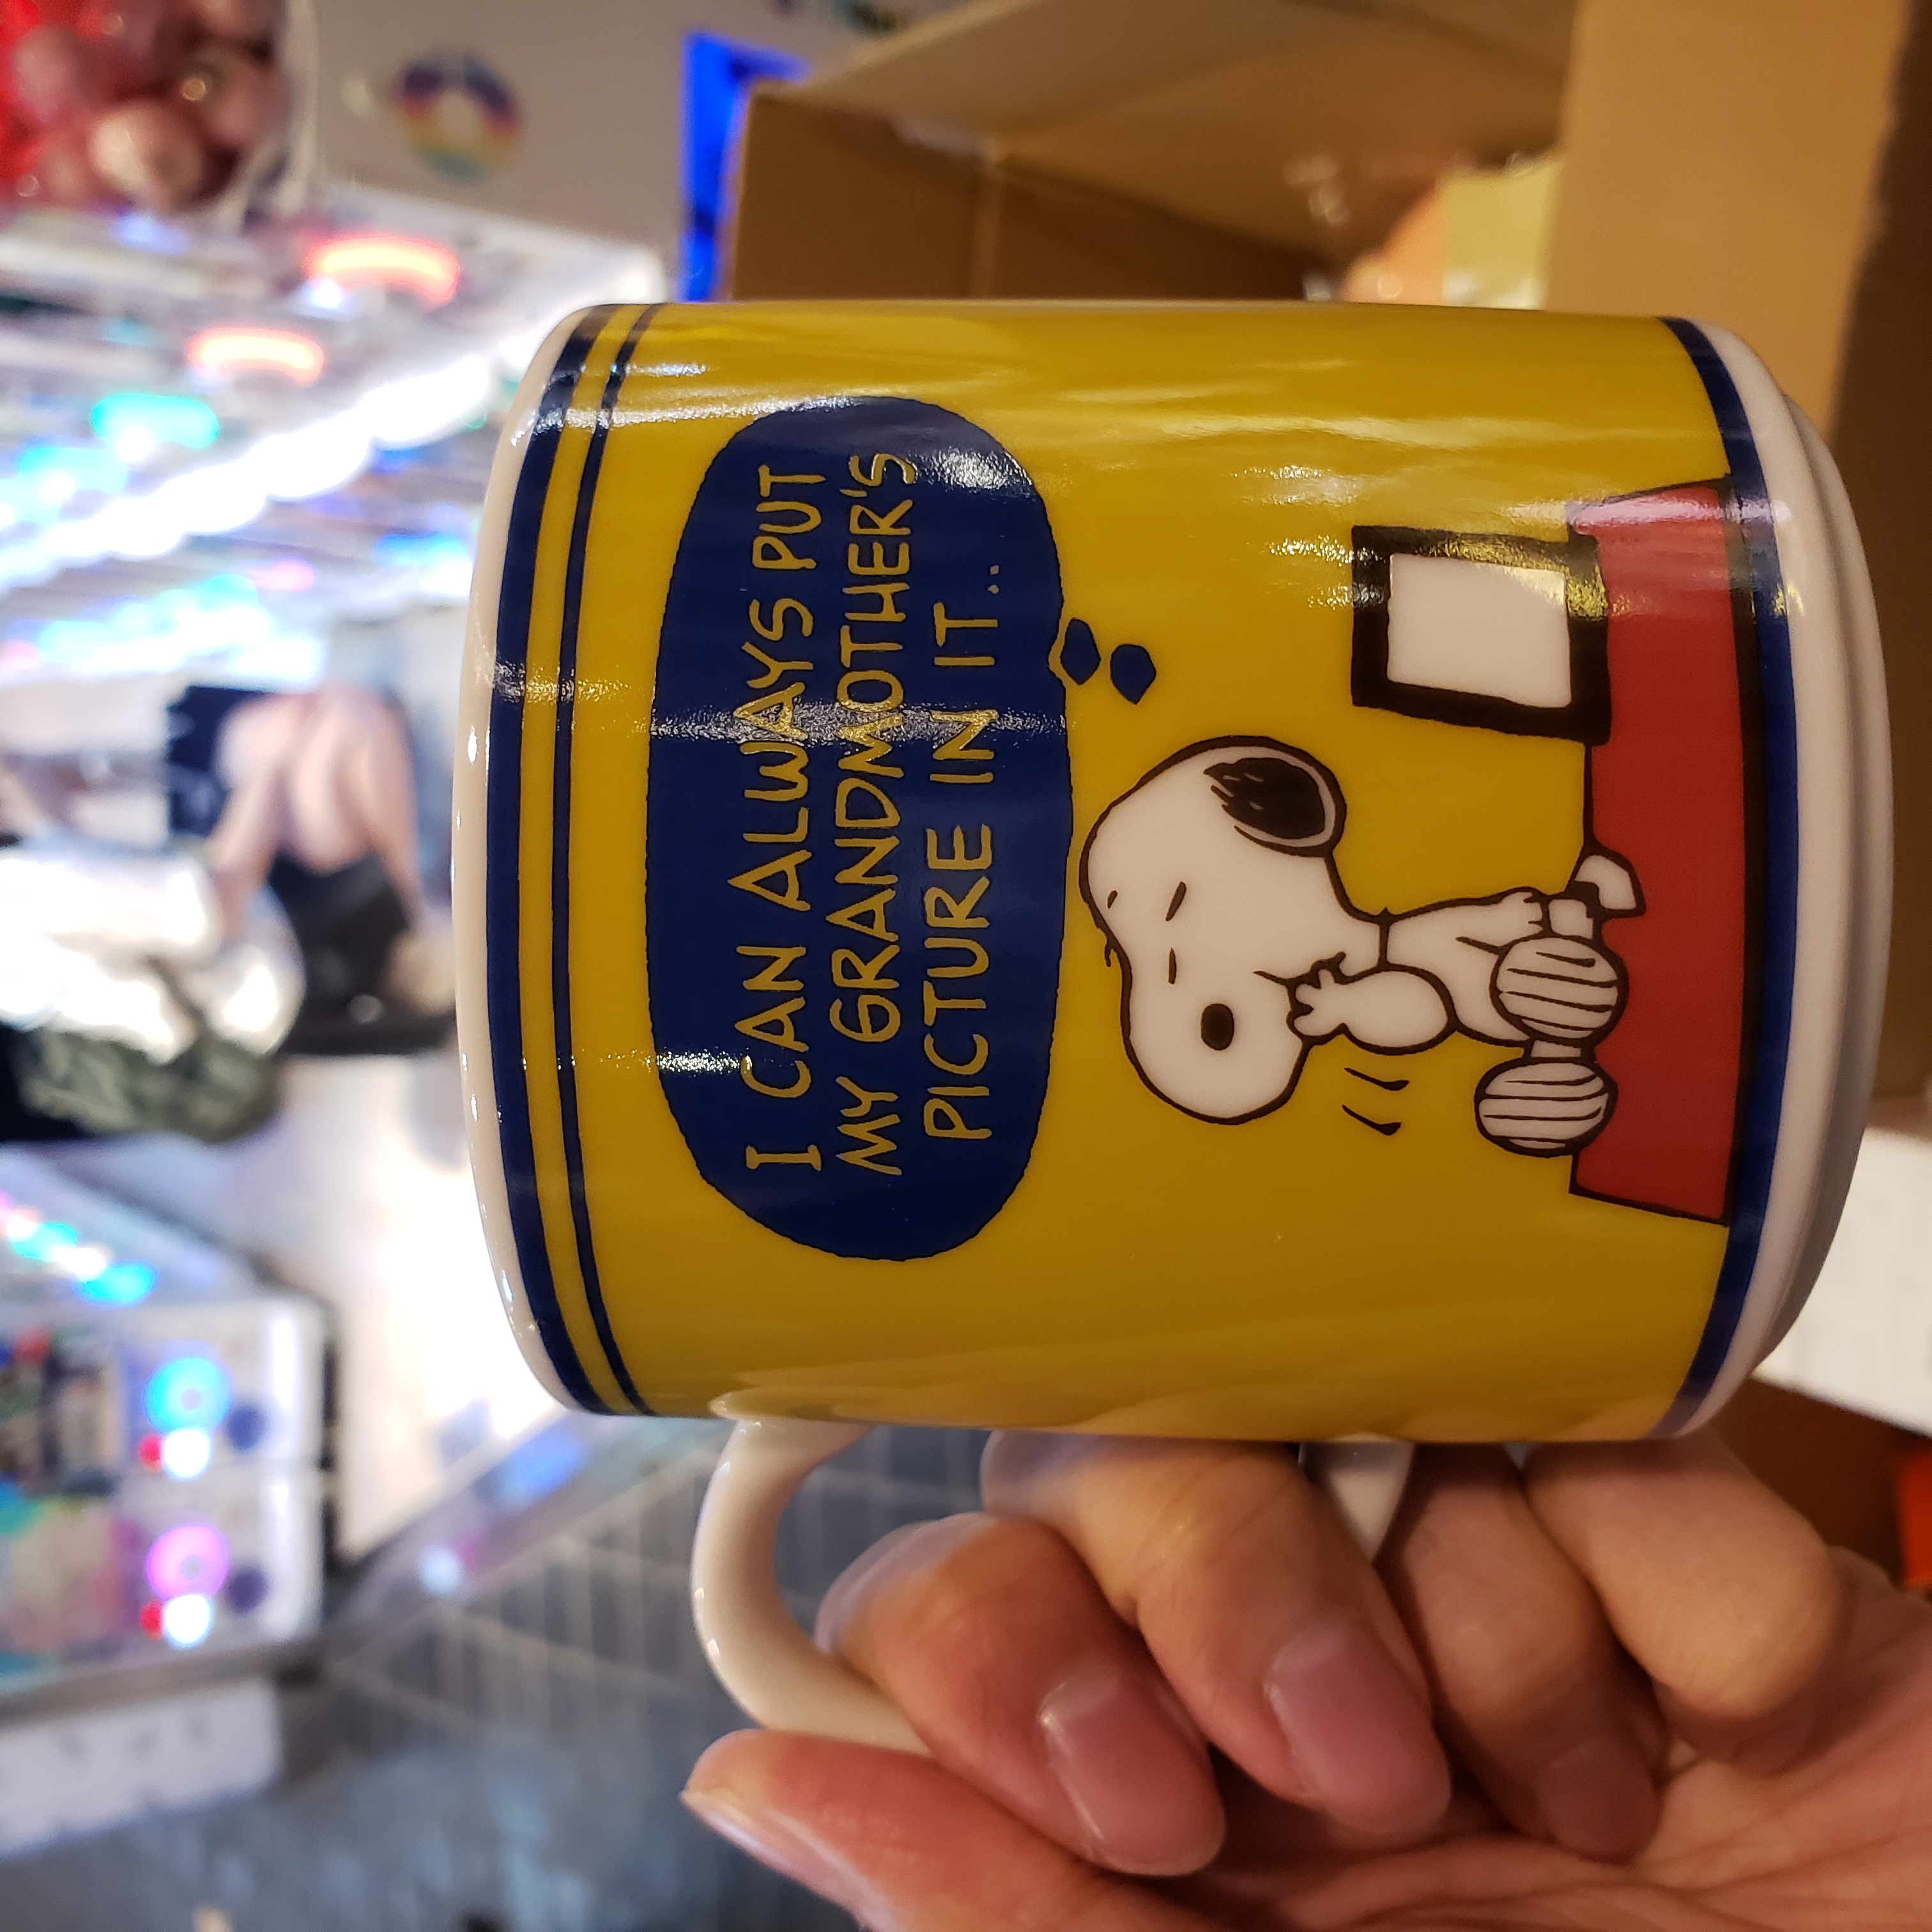 I CAN ALWAYS PUT
MY GRANDMOTHER'S
PICTURE IN IT..